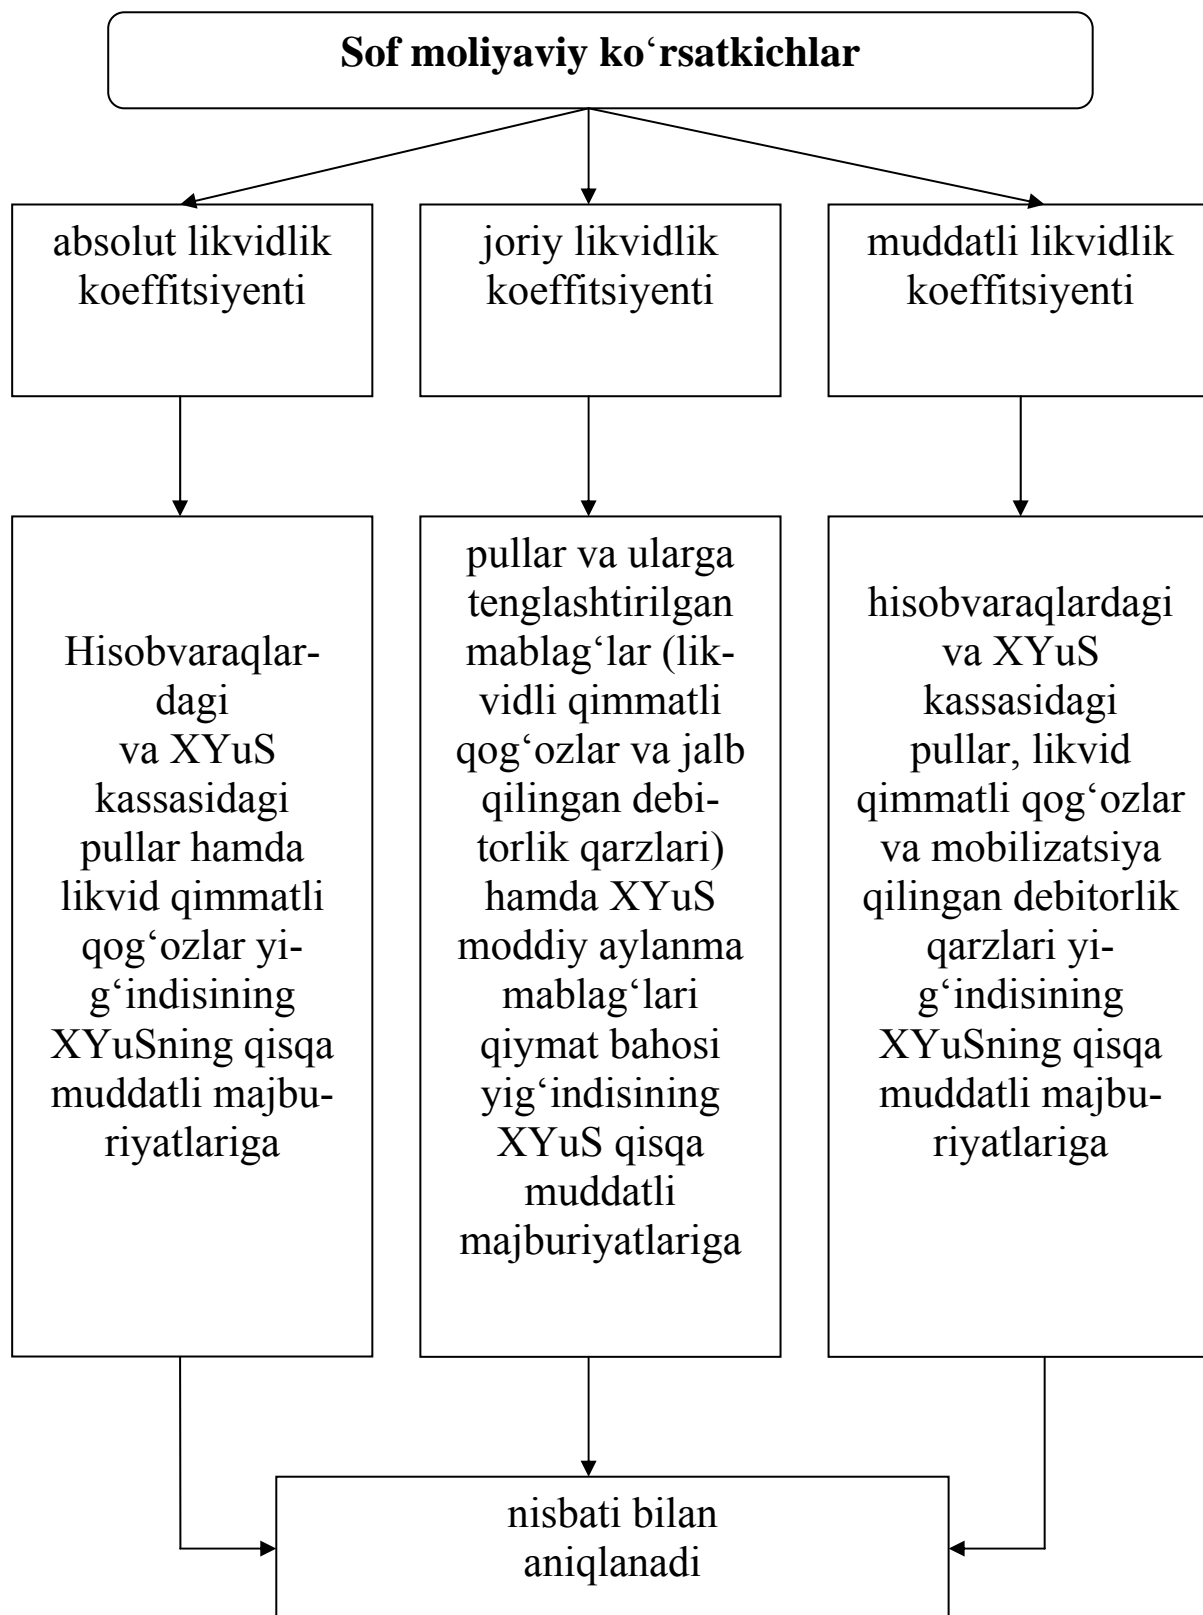 Sof moliyaviy ko‘rsatkichlar
absolut likvidlik
koeffitsiyenti
joriy likvidlik
koeffitsiyenti
muddatli likvidlik
koeffitsiyenti
Hisobvaraqlar-
dagi
va XYuS
kassasidagi
pullar hamda
likvid qimmatli
qog‘ozlar yi-
g‘indisining
XYuSning qisqa
muddatli majbu-
riyatlariga
pullar va ularga
tenglashtirilgan
mablag‘lar (lik-
vidli qimmatli
qog‘ozlar va jalb
qilingan debi-
torlik qarzlari)
hamda XYuS
moddiy aylanma
mablag‘lari
qiymat bahosi
yig‘indisining
XYuS qisqa
muddatli
majburiyatlariga
hisobvaraqlardagi
va XYuS
kassasidagi
pullar, likvid
qimmatli qog‘ozlar
va mobilizatsiya
qilingan debitorlik
qarzlari yi-
g‘indisining
XYuSning qisqa
muddatli majbu-
riyatlariga
nisbati bilan
aniqlanadi